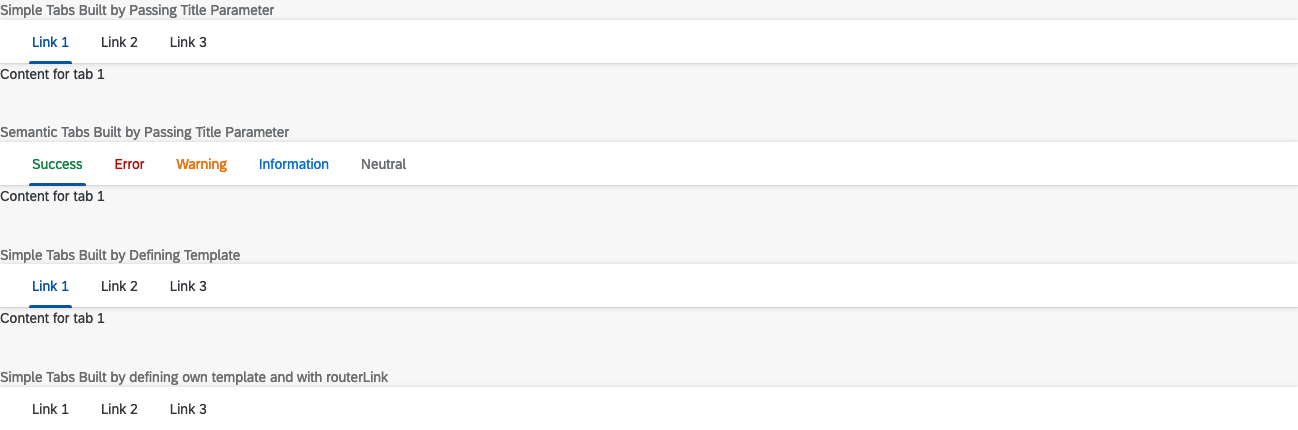 Simple Tabs Built by Passing Title Parameter
Link 1 Link 2 Link 3
Content for tab 1
Semantic Tabs Built by Passing Title Parameter
Success Error Warning Information Neutral
Content for tab 1
Simple Tabs Built by Defining Template
Link 1 Link 2 Link 3
Content for tab 1
Simple Tabs Built by defining own template and with routerLink
Link 1 Link 2 Link 3